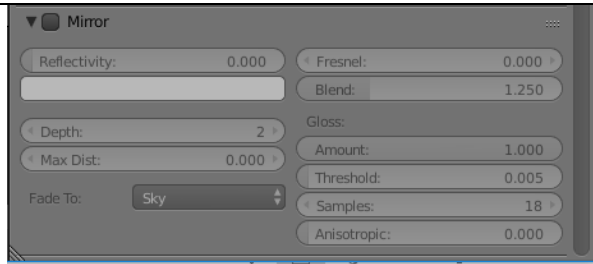 Mirror
Reflectivity: 0.000
Fresnel: 0.000
Blend: 1.250
Depth: 2
Max Dist: 0.000
Fade To: Sky
Gloss:
Amount: 1.000
Threshold: 0.005
Samples: 18
Anisotropic: 0.000